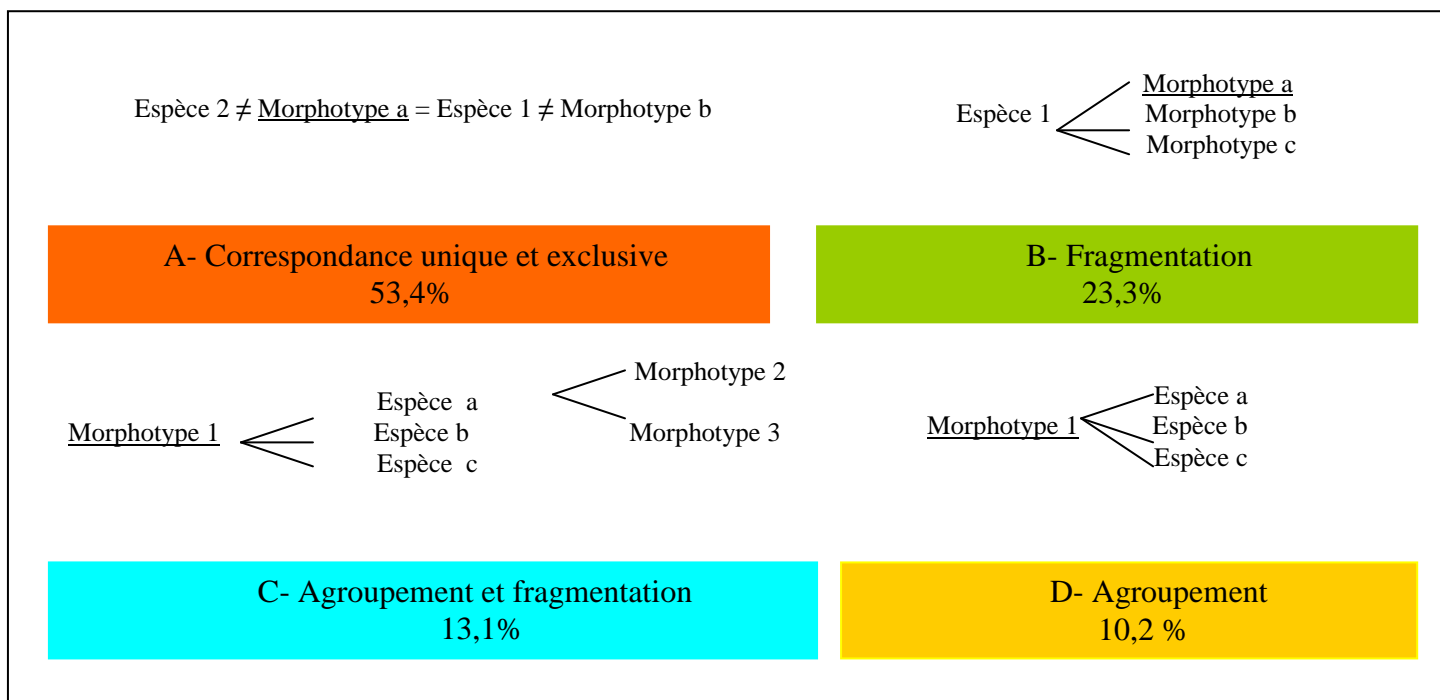 Espèce 2 ≠ Morphotype a = Espèce 1 ≠ Morphotype b
Espèce 1
Morphotype a
Morphotype b
Morphotype c
A- Correspondance unique et exclusive
53,4%
B- Fragmentation
23,3%
Morphotype 1
Espèce a
Espèce b
Espèce c
Morphotype 2
Morphotype 3
Morphotype 1
Espèce a
Espèce b
Espèce c
C- Agroupement et fragmentation
13,1%
D- Agroupement
10,2 %